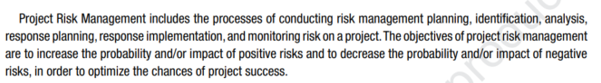 Project Risk Management includes the processes of conducting risk management planning, identification, analysis,
response planning, response implementation, and monitoring risk on a project. The objectives of project risk management
are to increase the probability and/or impact of positive risks and to decrease the probability and/or impact of negative
risks, in order to optimize the chances of project success.